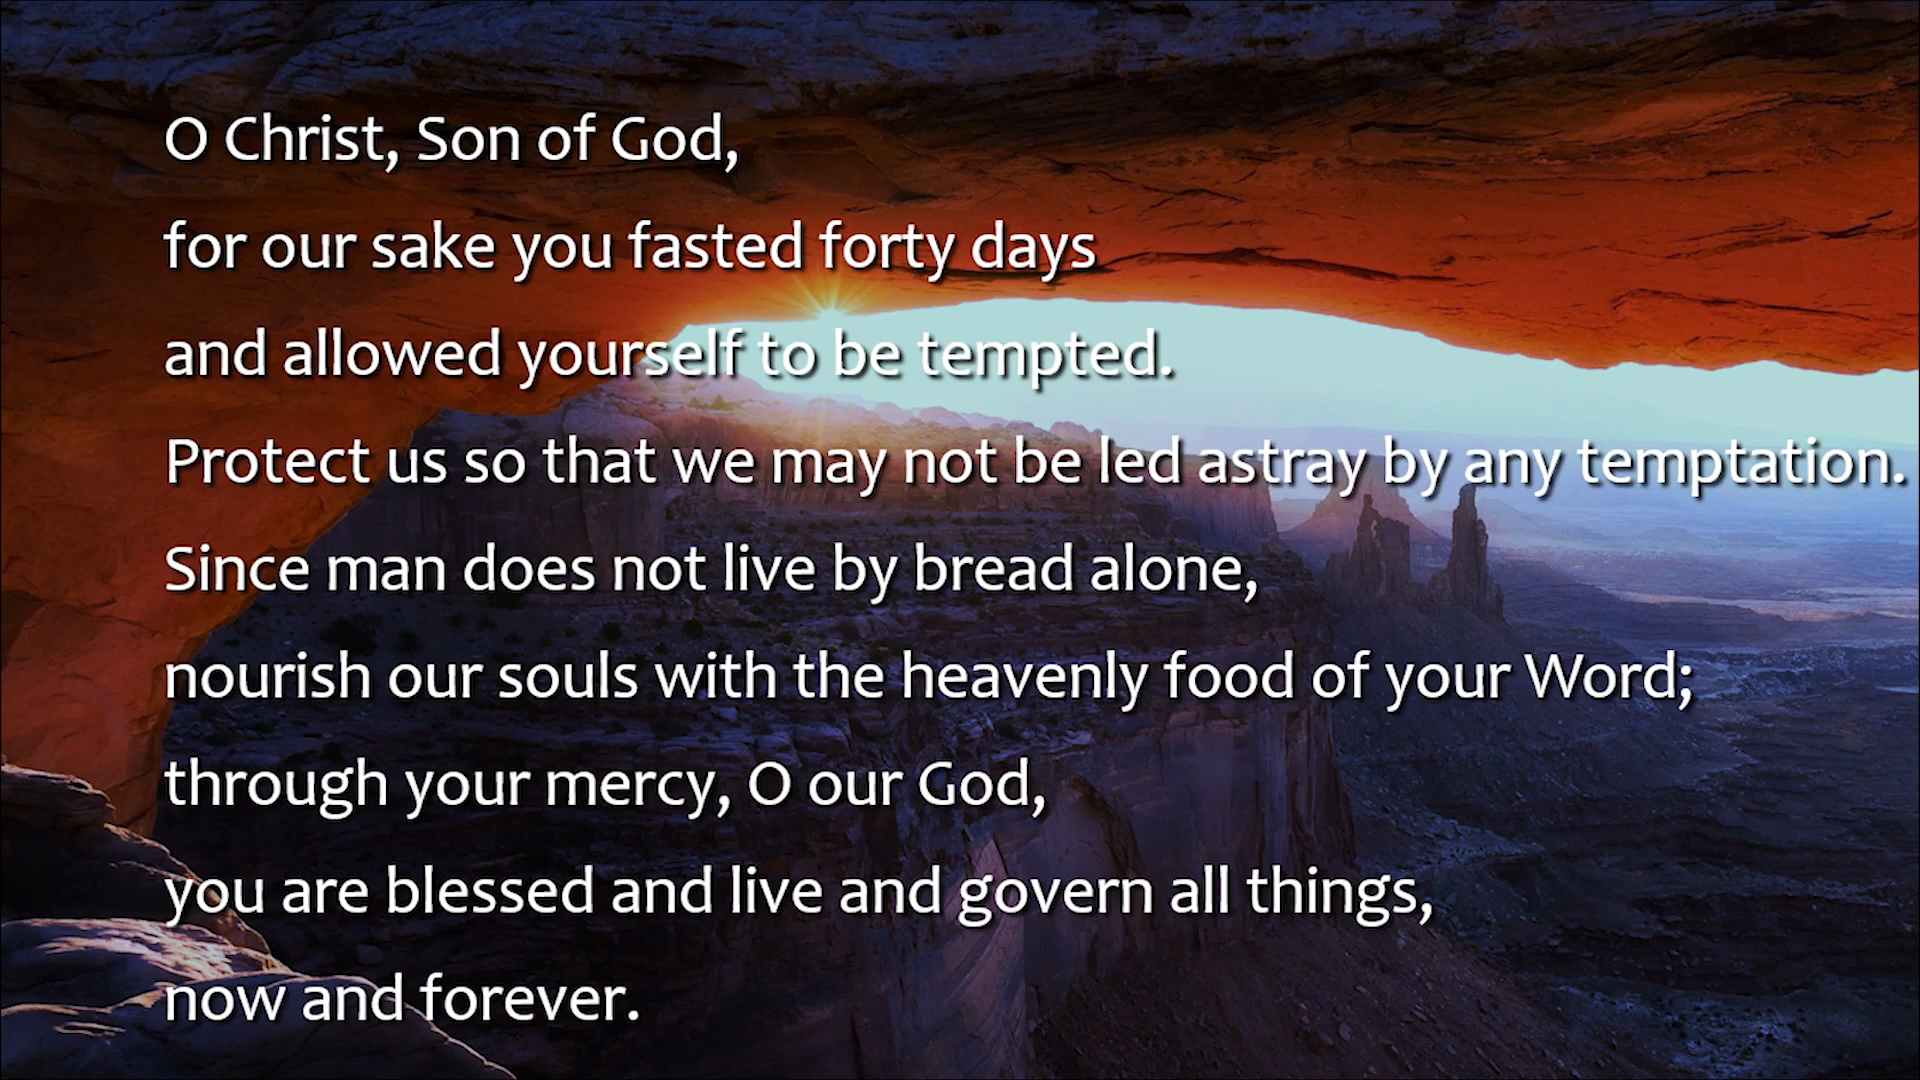 O Christ, Son of God,
for our sake you fasted forty days
and allowed yourself to be tempted.
Protect us so that we may not be led astray by any temptation.
Since man does not live by bread alone,
nourish our souls with the heavenly food of your Word;
through your mercy, O our God,
you are blessed and live and govern all things,
now and forever.